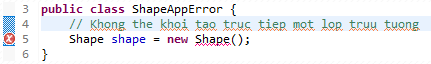 3 public class ShapeAppError {
4 // Khong the khoi tao truc tiep mot lop truu tuong
5 Shape shape = new Shape();
6 }